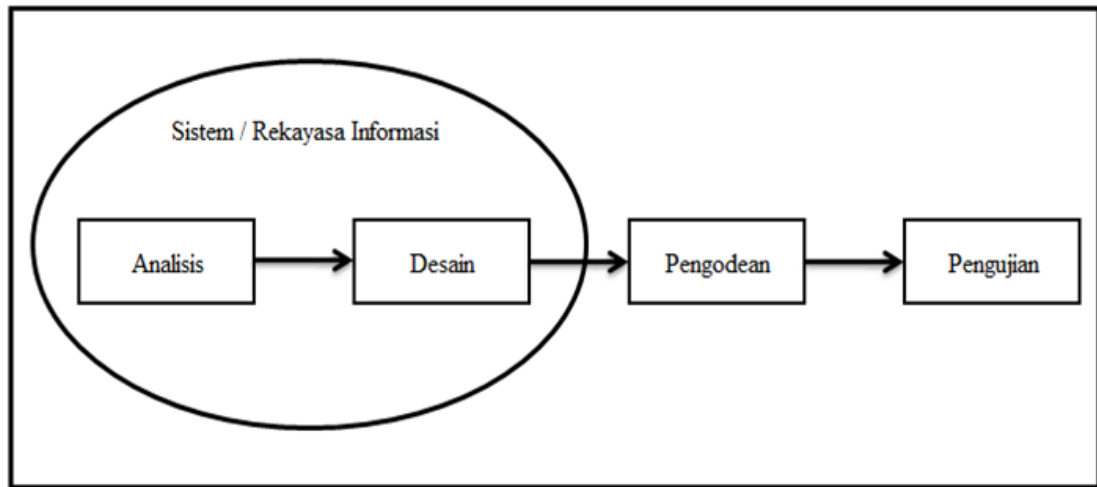 Sistem / Rekayasa Informasi
Analisis
Desain
Pengodean
Pengujian